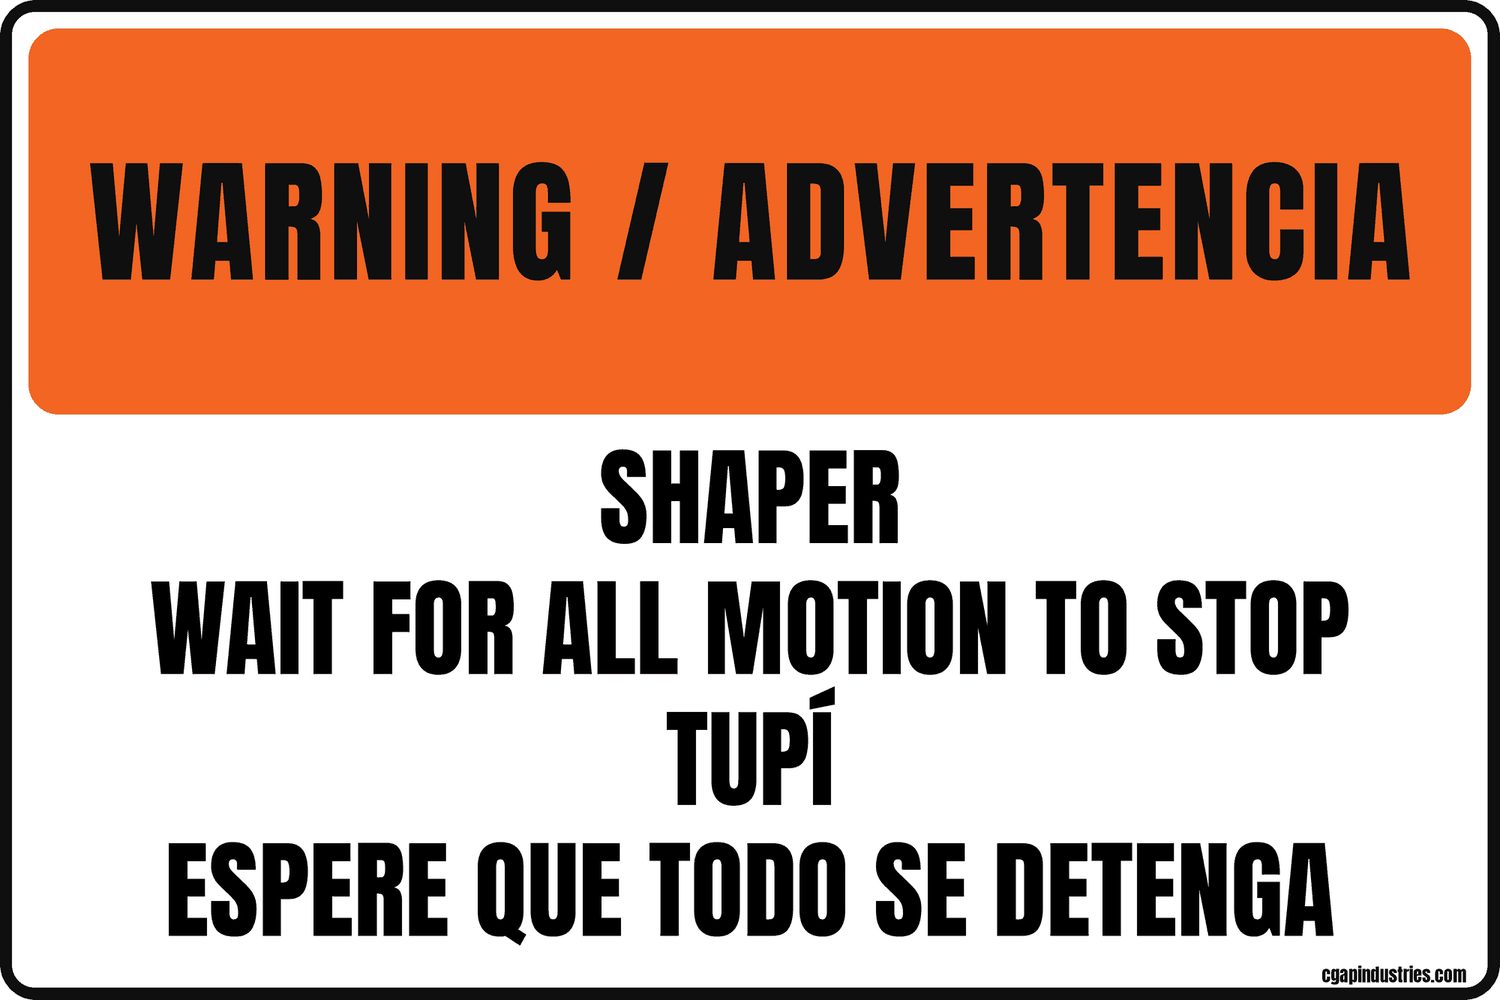 WARNING / ADVERTENCIA
SHAPER
WAIT FOR ALL MOTION TO STOP
TUPÍ
ESPERE QUE TODO SE DETENGA
cgapindustries.com